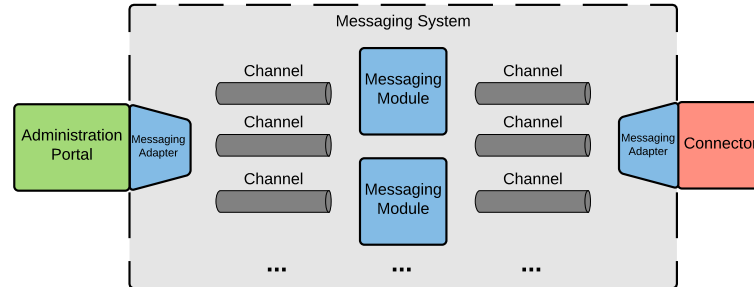 Messaging System
Channel
Messaging
Module
Channel
Administration
Portal
Messaging
Adapter
Channel
Channel
Messaging
Adapter
Connector
Channel
Messaging
Module
Channel
...
...
...